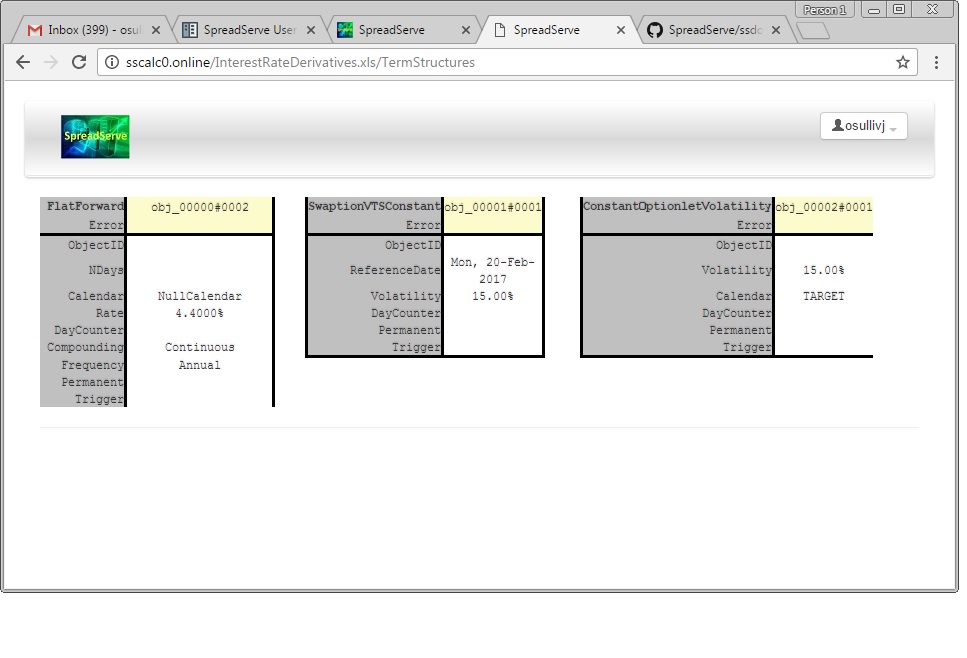 Person 1
Inbox (399) - osul
SpreadServe User
SpreadServe
SpreadServe
SpreadServe/ssdc
sscalc0.online/InterestRateDerivatives.xls/TermStructures
SpreadServe
osullivj
FlatForward obj_00000#0002
Error
ObjectID
NDays
Calendar NullCalendar
Rate 4.4000%
DayCounter
Compounding Continuous
Frequency Annual
Permanent
Trigger
SwaptionVTSConstant obj_00001#0001
Error
ObjectID
ReferenceDate Mon, 20-Feb-
2017
Volatility 15.00%
DayCounter
Permanent
Trigger
ConstantOptionletVolatility obj_00002#0001
Error
ObjectID
Volatility 15.00%
Calendar TARGET
DayCounter
Permanent
Trigger